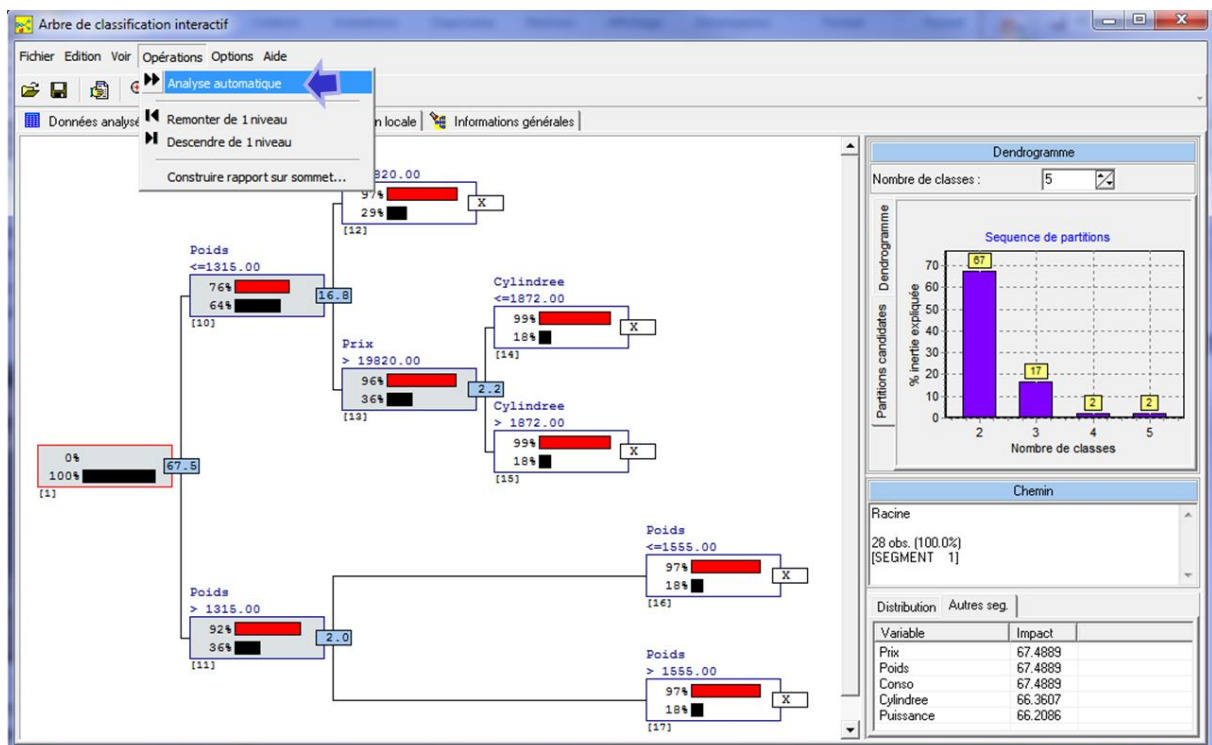 Arbre de classification interactif
Fichier Edition Voir Opérations Options Aide
Analyse automatique
Remonter de 1 niveau
Descendre de 1 niveau
Construire rapport sur sommet...
Données analysé
n locale
Informations générales
820.00
97%
29%
X
[12]
Poids
<=1315.00
76%
64%
16.8
[10]
Cylindree
<=1872.00
99%
18%
X
[14]
Prix
> 19820.00
96%
36%
2.2
[13]
Cylindree
> 1872.00
99%
18%
X
[15]
0%
100%
67.5
[1]
Poids
<=1555.00
97%
18%
X
[16]
Poids
> 1315.00
92%
36%
2.0
[11]
Poids
> 1555.00
97%
18%
X
[17]
Dendrogramme
Nombre de classes : 5
Dendrogramme
Partitions candidates
Sequence de partitions
% inertie expliquée
70
60
50
40
30
20
10
0
67
17
2
2
2 3 4 5
Nombre de classes
Chemin
Racine
28 obs. (100.0%)
[SEGMENT 1]
Distribution Autres seg.
Variable Impact
Prix 67.4889
Poids 67.4889
Conso 67.4889
Cylindree 66.3607
Puissance 66.2086